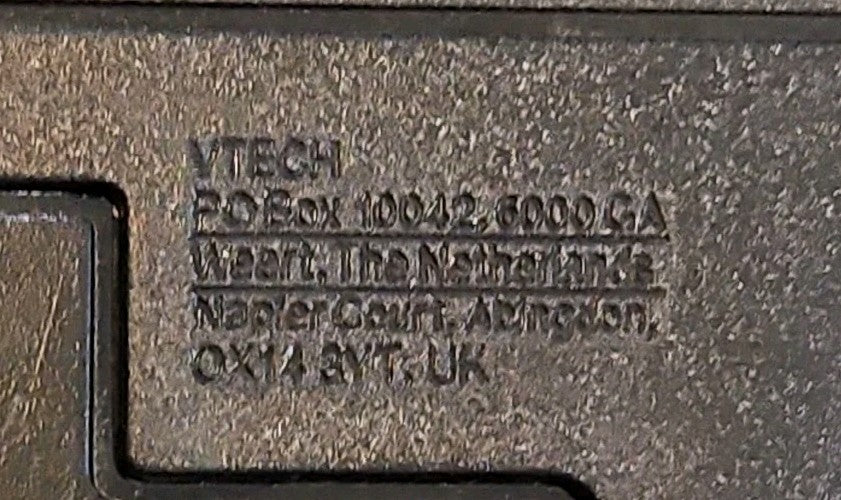 VTECH
PO Box 10042, 6000 GA
Weert, The Netherlands
Napier Court, Abingdon,
OX14 3YT, UK